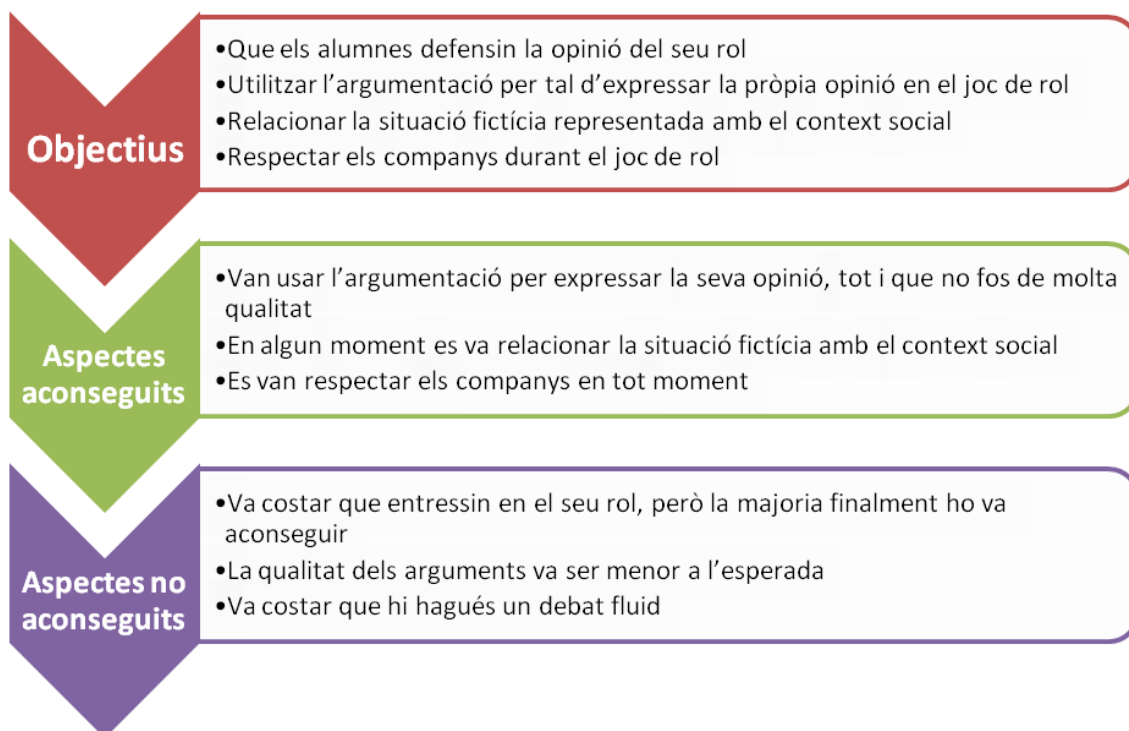 Objectius
•Que els alumnes defensin la opinió del seu rol
•Utilitzar l’argumentació per tal d’expressar la pròpia opinió en el joc de rol
•Relacionar la situació fictícia representada amb el context social
•Respectar els companys durant el joc de rol
Aspectes
aconseguits
•Van usar l’argumentació per expressar la seva opinió, tot i que no fos de molta
qualitat
•En algun moment es va relacionar la situació fictícia amb el context social
•Es van respectar els companys en tot moment
Aspectes no
aconseguits
•Va costar que entressin en el seu rol, però la majoria finalment ho va
aconseguir
•La qualitat dels arguments va ser menor a l’esperada
•Va costar que hi hagués un debat fluid